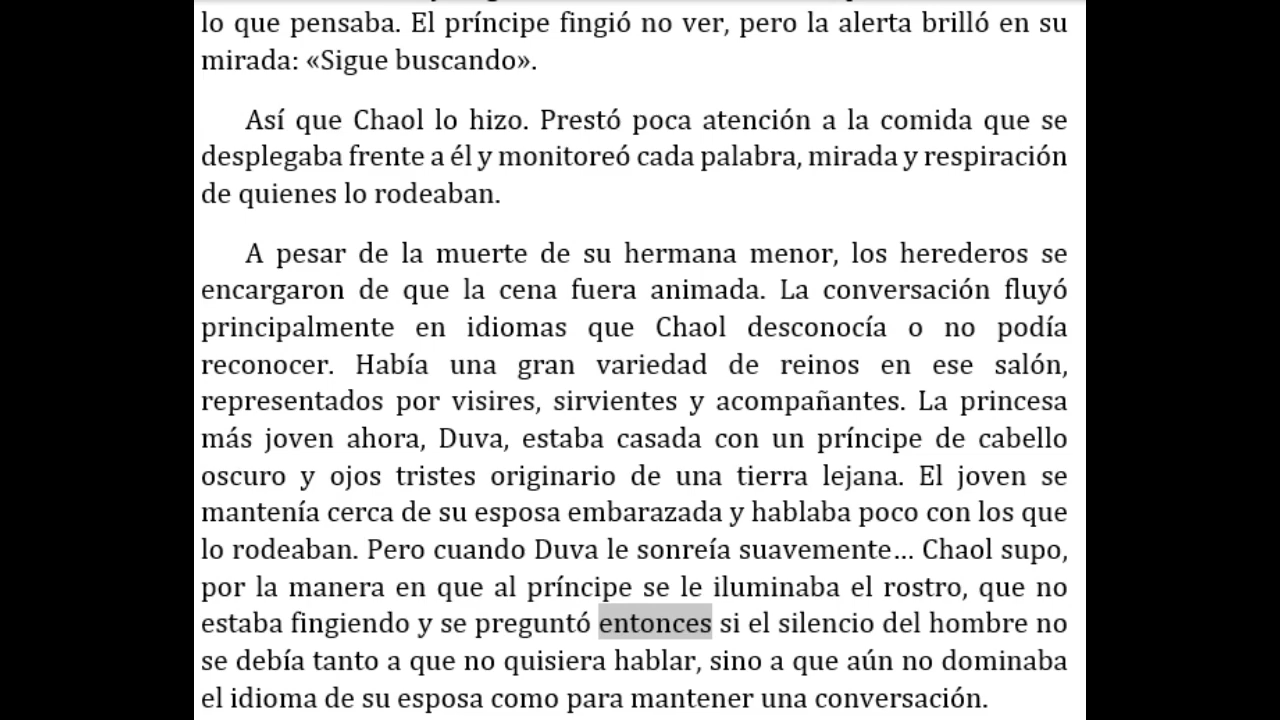 lo que pensaba. El príncipe fingió no ver, pero la alerta brilló en su
mirada: «Sigue buscando».
Así que Chaol lo hizo. Prestó poca atención a la comida que se
desplegaba frente a él y monitoreó cada palabra, mirada y respiración
de quienes lo rodeaban.
A pesar de la muerte de su hermana menor, los herederos se
encargaron de que la cena fuera animada. La conversación fluyó
principalmente en idiomas que Chaol desconocía o no podía
reconocer. Había una gran variedad de reinos en ese salón,
representados por visires, sirvientes y acompañantes. La princesa
más joven ahora, Duva, estaba casada con un príncipe de cabello
oscuro y ojos tristes originario de una tierra lejana. El joven se
mantenía cerca de su esposa embarazada y hablaba poco con los que
lo rodeaban. Pero cuando Duva le sonreía suavemente… Chaol supo,
por la manera en que al príncipe se le iluminaba el rostro, que no
estaba fingiendo y se preguntó entonces si el silencio del hombre no
se debía tanto a que no quisiera hablar, sino a que aún no dominaba
el idioma de su esposa como para mantener una conversación.